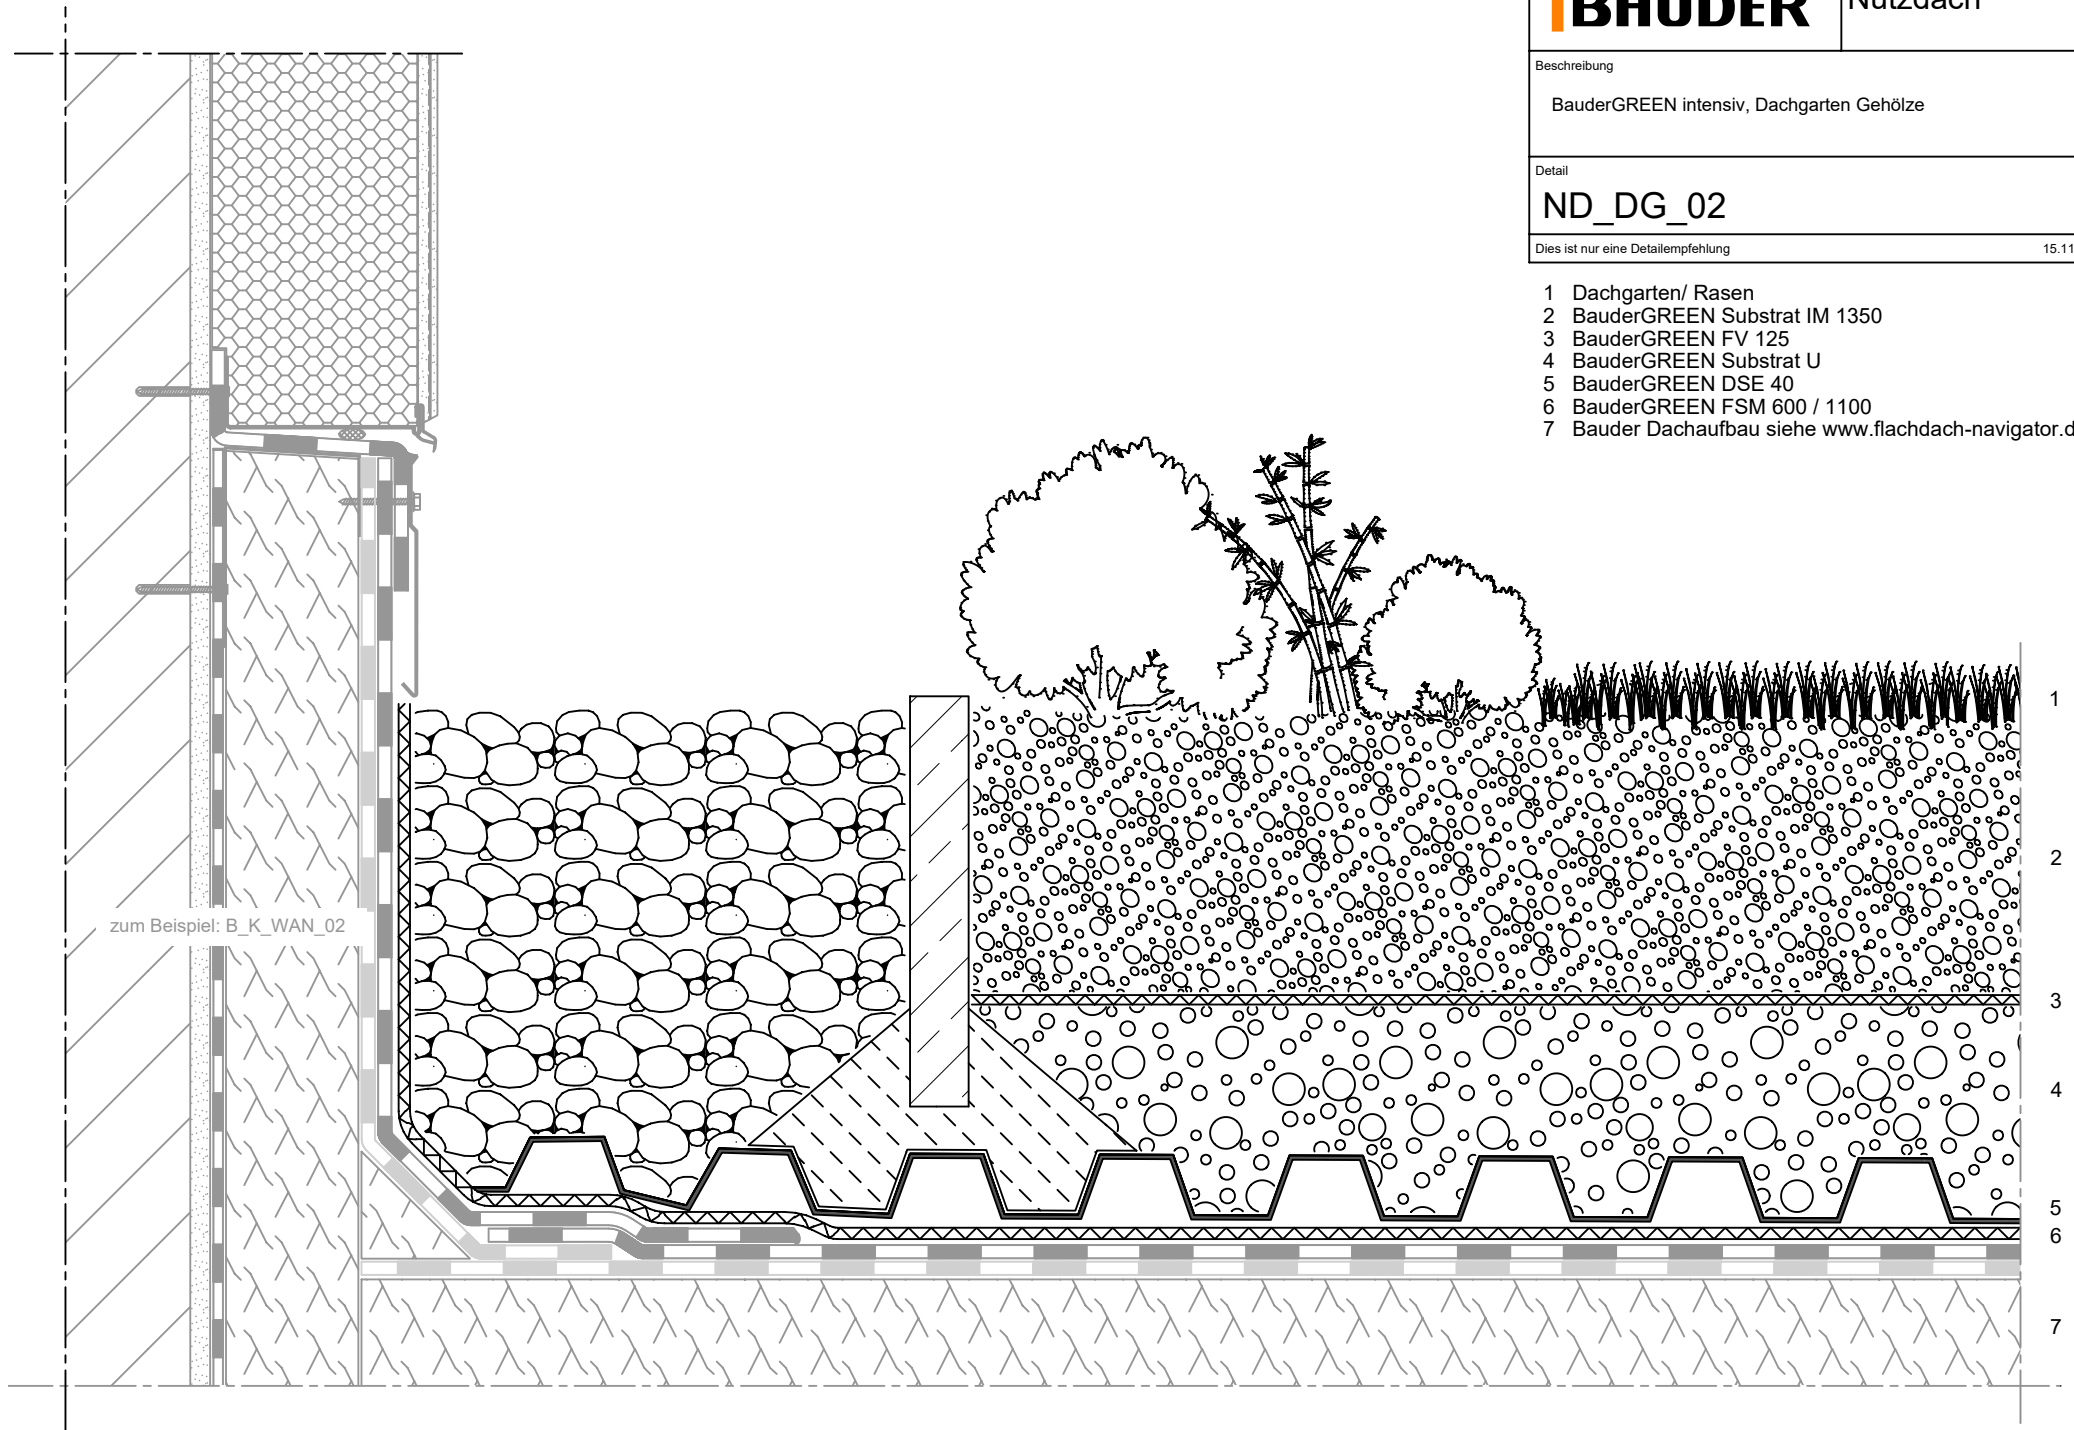 BAUDER
Nutzdach
Beschreibung
BauderGREEN intensiv, Dachgarten Gehölze
Detail
ND_DG_02
Dies ist nur eine Detailempfehlung 15.11
1 Dachgarten/ Rasen
2 BauderGREEN Substrat IM 1350
3 BauderGREEN FV 125
4 BauderGREEN Substrat U
5 BauderGREEN DSE 40
6 BauderGREEN FSM 600 / 1100
7 Bauder Dachaufbau siehe www.flachdach-navigator.d
1
2
zum Beispiel: B_K_WAN_02
3
4
5
6
7